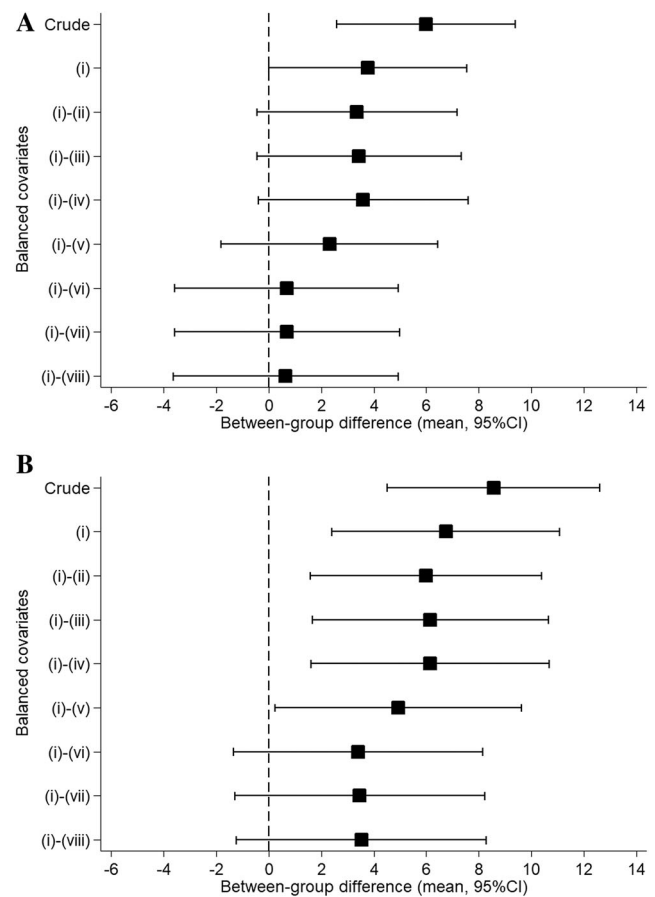 A
Crude
(i)
(i)-(ii)
(i)-(iii)
(i)-(iv)
(i)-(v)
(i)-(vi)
(i)-(vii)
(i)-(viii)
Balanced covariates
-6 -4 -2 0 2 4 6 8 10 12 14
Between-group difference (mean, 95%CI)
B
Crude
(i)
(i)-(ii)
(i)-(iii)
(i)-(iv)
(i)-(v)
(i)-(vi)
(i)-(vii)
(i)-(viii)
Balanced covariates
-6 -4 -2 0 2 4 6 8 10 12 14
Between-group difference (mean, 95%CI)